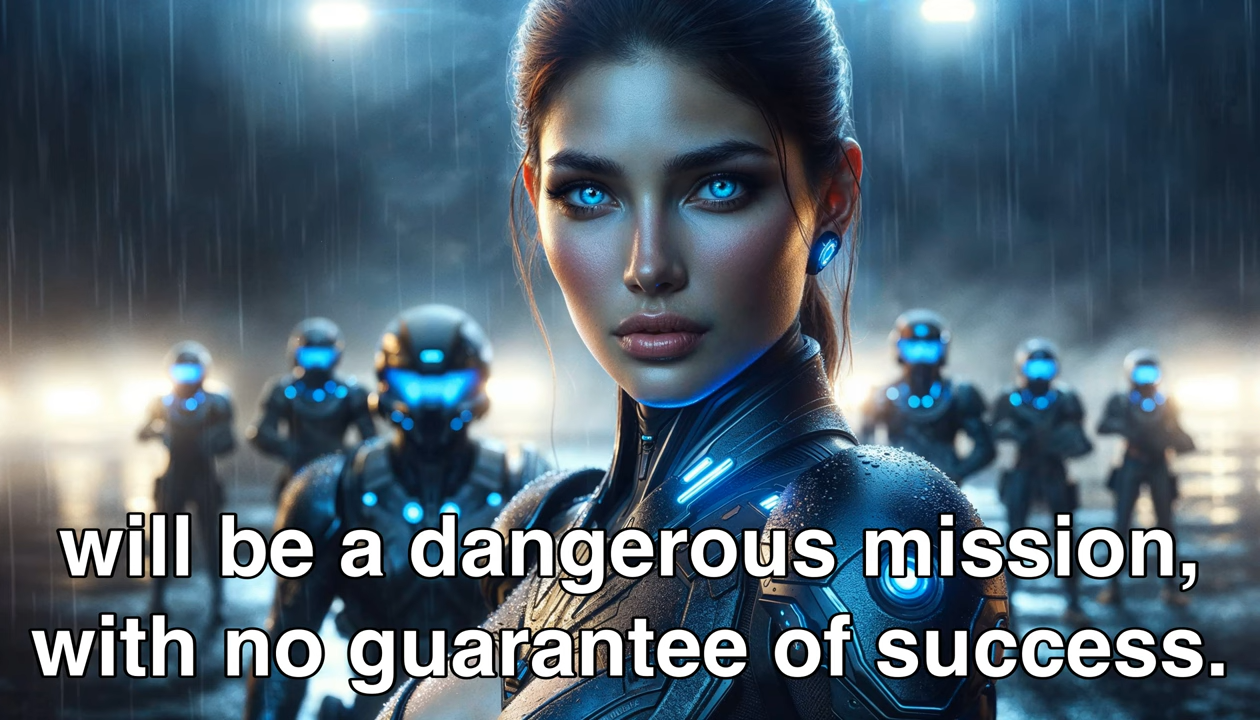 will be a dangerous mission,
with no guarantee of success.